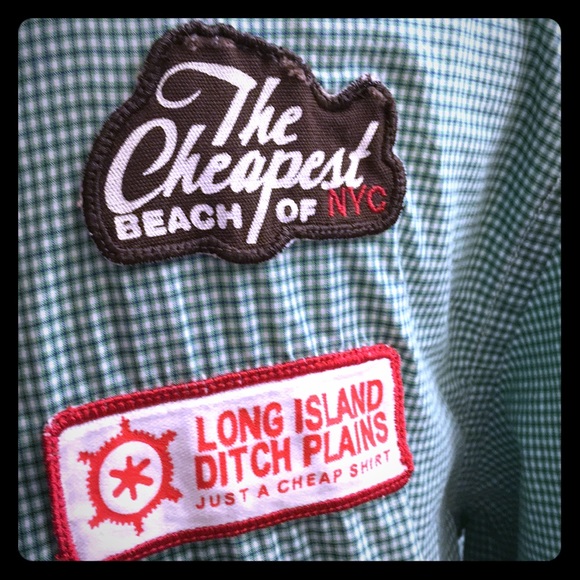 The
Cheapest
BEACH OF NYC
LONG ISLAND
DITCH PLAINS
JUST A CHEAP SHIRT